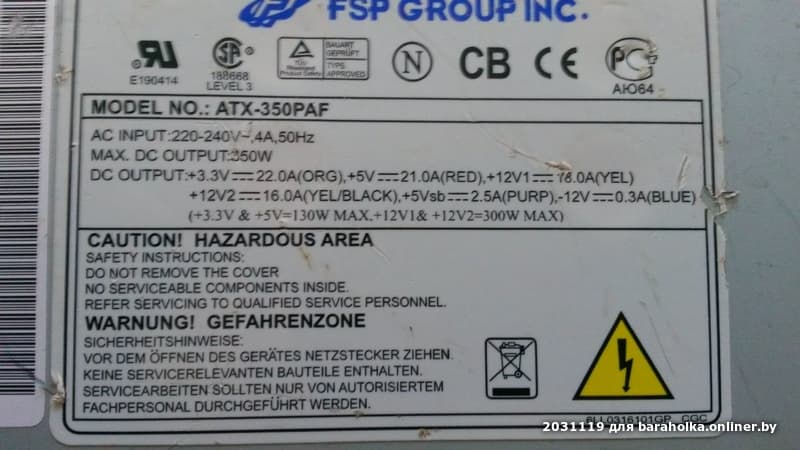 FSP GROUP INC.
E190414
188668
LEVEL 3
TÜV
Product Safety
BAUART
GEPRÜFT
TYPE
APPROVED
N
CB
CE
АЮ64
MODEL NO.: ATX-350PAF
AC INPUT:220-240V~,4A,50Hz
MAX. DC OUTPUT:350W
DC OUTPUT:+3.3V⎓22.0A(ORG),+5V⎓21.0A(RED),+12V1⎓ A(YEL)
+12V2⎓16.0A(YEL/BLACK),+5Vsb⎓2.5A(PURP),-12V⎓0.3A(BLUE)
(+3.3V & +5V=130W MAX,+12V1& +12V2=300W MAX)
CAUTION! HAZARDOUS AREA
SAFETY INSTRUCTIONS:
DO NOT REMOVE THE COVER
NO SERVICEABLE COMPONENTS INSIDE.
REFER SERVICING TO QUALIFIED SERVICE PERSONNEL.
WARNUNG! GEFAHRENZONE
SICHERHEITSHINWEISE:
VOR DEM ÖFFNEN DES GERÄTES NETZSTECKER ZIEHEN.
KEINE SERVICERELEVANTEN BAUTEILE ENTHALTEN.
SERVICEARBEITEN SOLLTEN NUR VON AUTORISIERTEM
FACHPERSONAL DURCHGEFÜHRT WERDEN.
6LL0316101GP CGC
2031119 для baraholka.onliner.by